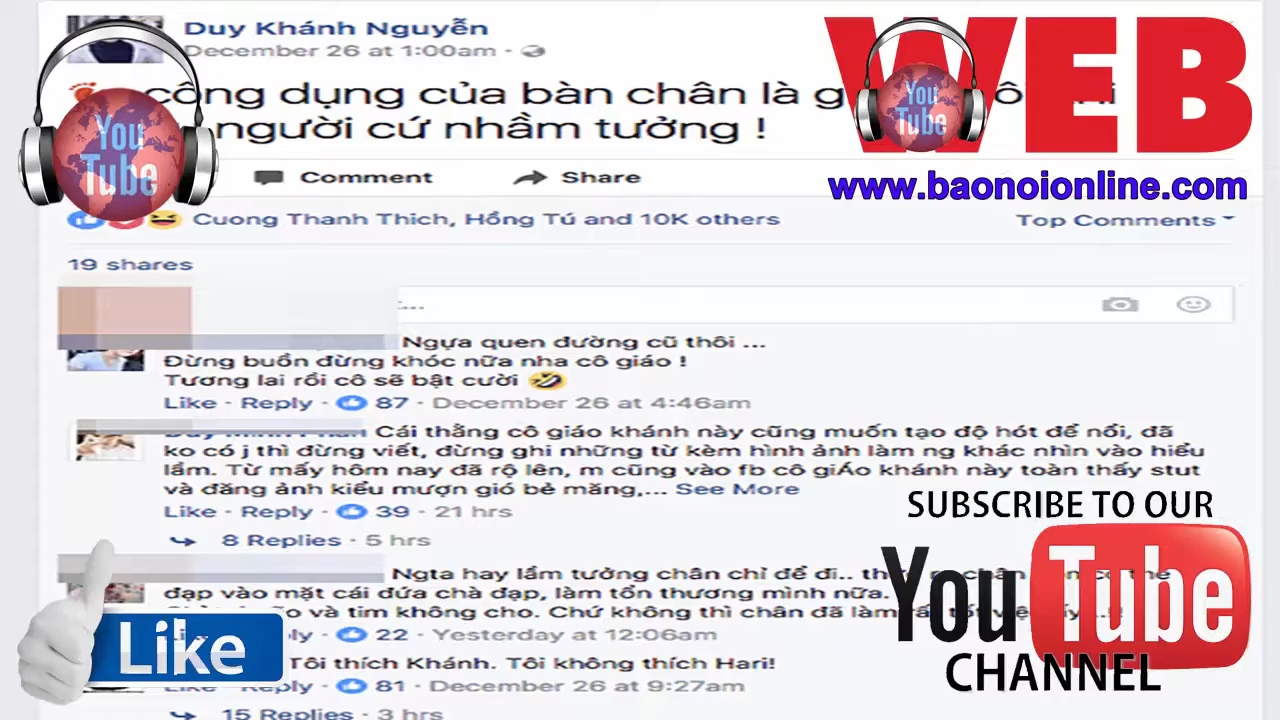 Duy Khánh Nguyễn
December 26 at 1:00am
công dụng của bàn chân là
người cứ nhầm tưởng !
Comment Share
Cuong Thanh Thich, Hồng Tú and 10K others
Top Comments
19 shares
Ngựa quen đường cũ thôi ...
Đừng buồn đừng khóc nữa nha cô giáo !
Tương lai rồi cô sẽ bật cười 🤣
Like · Reply · 87 · December 26 at 4:46am
Cái thằng cô giáo khánh này cũng muốn tạo độ hót để nổi, đã
ko có j thì đừng viết, đừng ghi những từ kèm hình ảnh làm ng khác nhìn vào hiểu
lầm. Từ mấy hôm nay đã rộ lên, m cũng vào fb cô giÁo khánh này toàn thấy stut
và đăng ảnh kiểu mượn gió bẻ măng,... See More
Like · Reply · 39 · 21 hrs
8 Replies · 5 hrs
Ngta hay lầm tưởng chân chỉ để đi..
đạp vào mặt cái đứa chà đạp, làm tổn thương mình nữa.
và tim không cho. Chứ không thì chân đã làm
22 · Yesterday at 12:06am
Tôi thích Khánh. Tôi không thích Hari!
Like · Reply · 81 · December 26 at 9:27am
15 Replies · 3 hrs
You
Tube
WEB
You
Tube
www.baonoionline.com
SUBSCRIBE TO OUR
YouTube
CHANNEL
Like